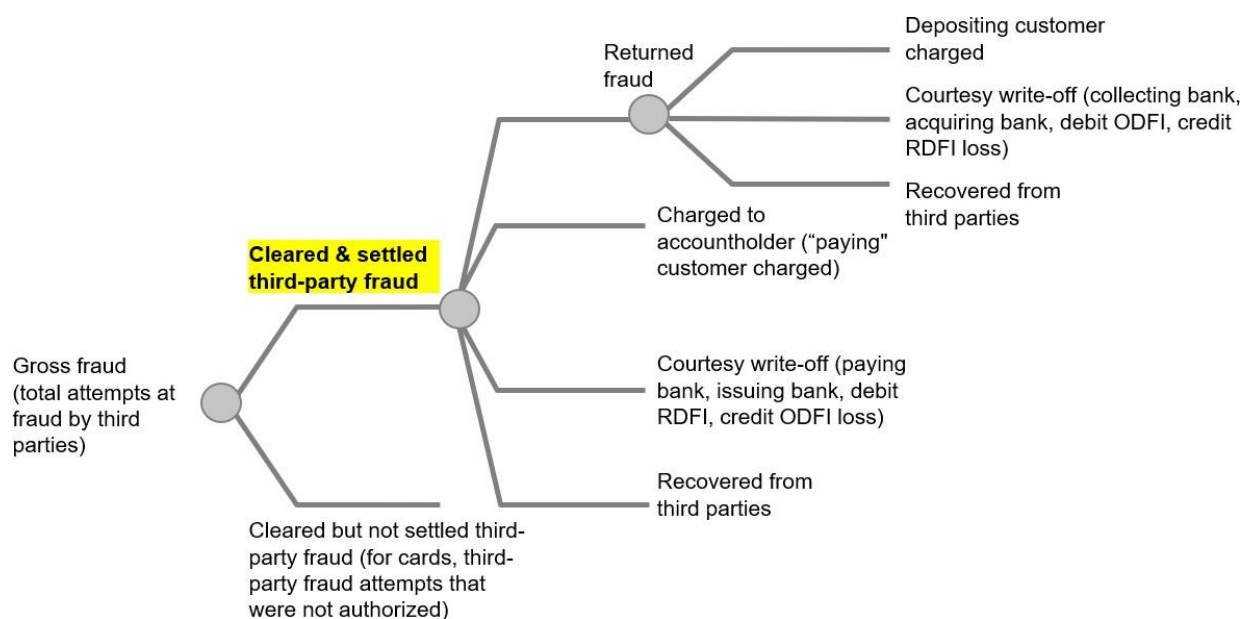 Depositing customer
charged
Returned
fraud
Courtesy write-off (collecting bank,
acquiring bank, debit ODFI, credit
RDFI loss)
Recovered from
third parties
Charged to
accountholder (“paying"
customer charged)
Cleared & settled
third-party fraud
Gross fraud
(total attempts at
fraud by third
parties)
Courtesy write-off (paying
bank, issuing bank, debit
RDFI, credit ODFI loss)
Recovered from
third parties
Cleared but not settled third-
party fraud (for cards, third-
party fraud attempts that
were not authorized)